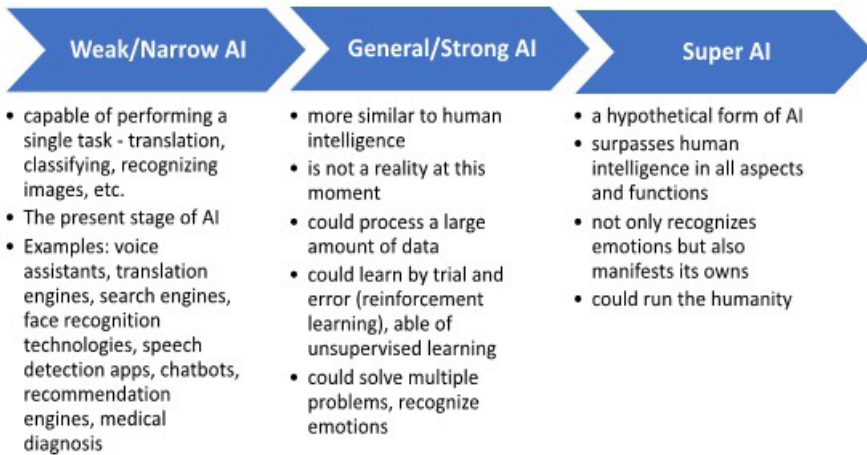 Weak/Narrow AI
• capable of performing a
single task - translation,
classifying, recognizing
images, etc.
• The present stage of AI
• Examples: voice
assistants, translation
engines, search engines,
face recognition
technologies, speech
detection apps, chatbots,
recommendation
engines, medical
diagnosis
General/Strong AI
• more similar to human
intelligence
• is not a reality at this
moment
• could process a large
amount of data
• could learn by trial and
error (reinforcement
learning), able of
unsupervised learning
• could solve multiple
problems, recognize
emotions
Super AI
• a hypothetical form of AI
• surpasses human
intelligence in all aspects
and functions
• not only recognizes
emotions but also
manifests its owns
• could run the humanity